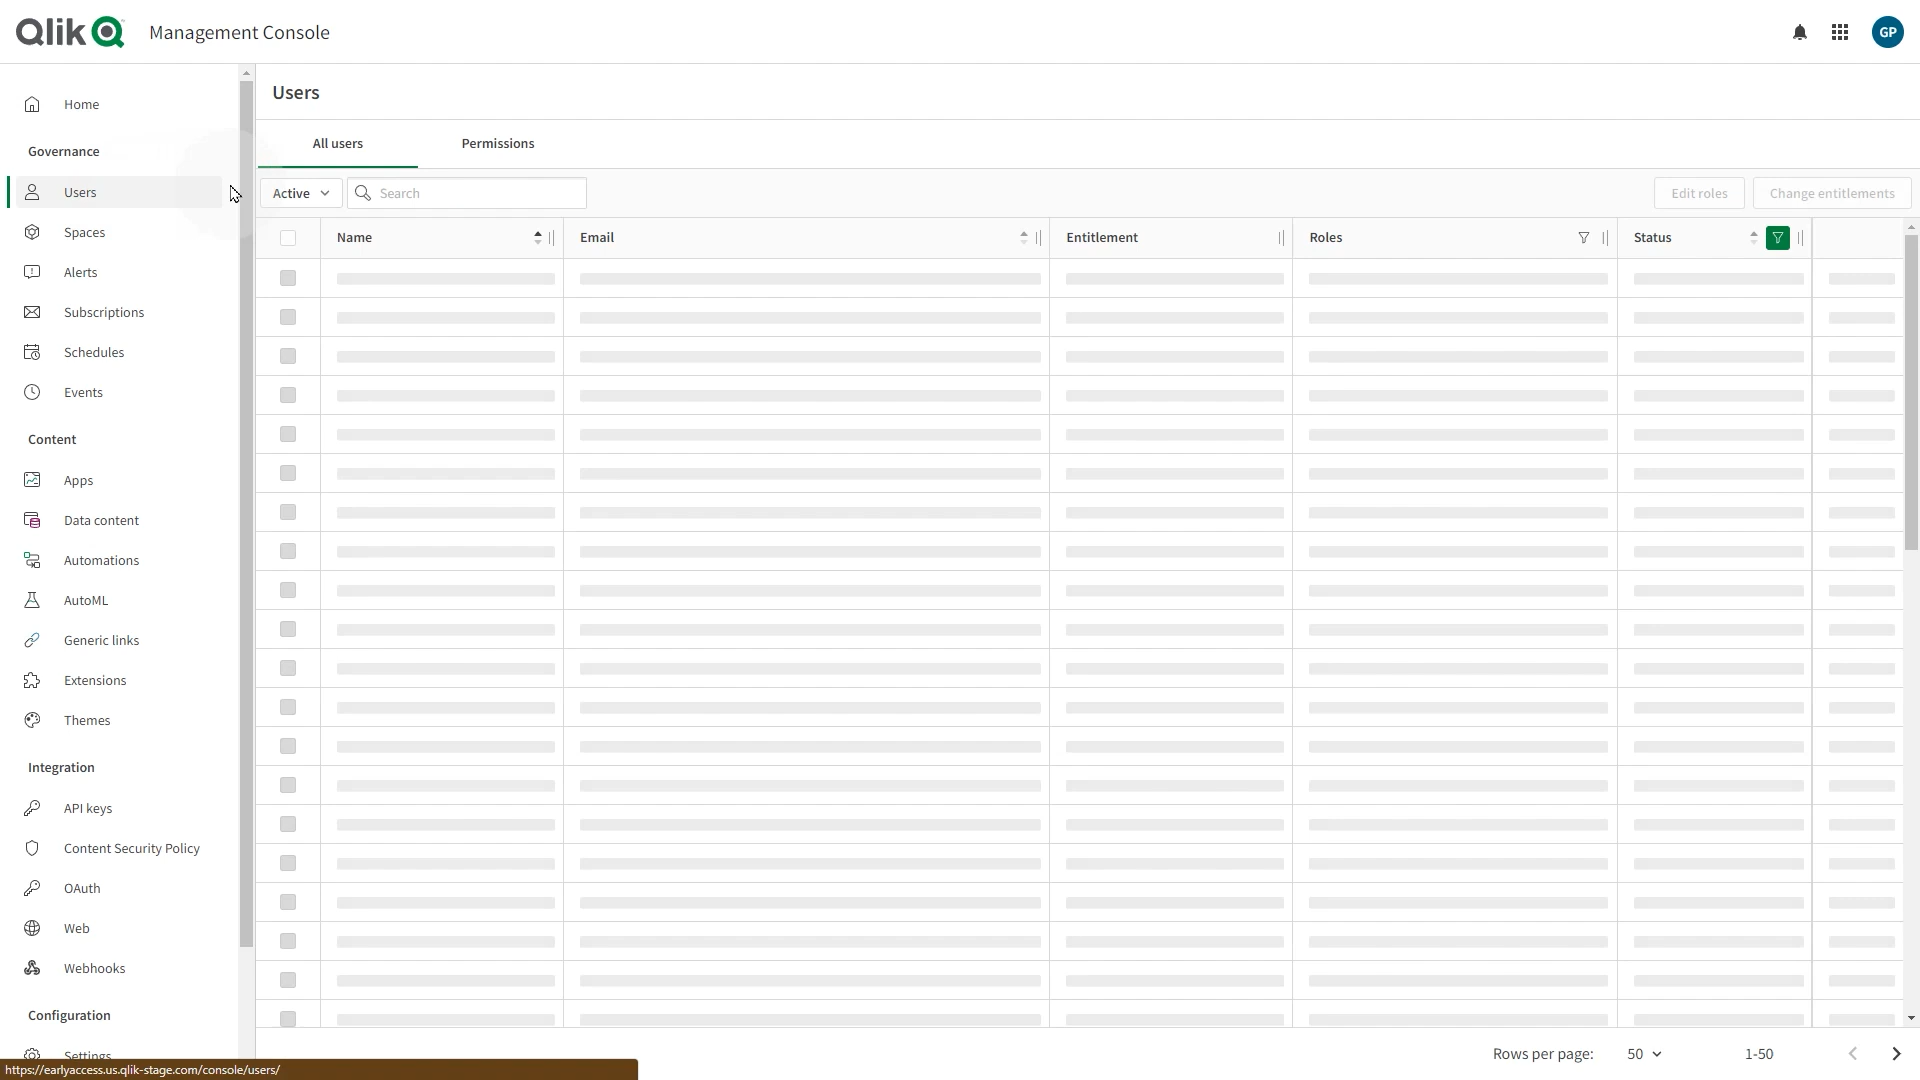 Qlik Management Console GP
Home
Governance
Users
Spaces
Alerts
Subscriptions
Schedules
Events
Content
Apps
Data content
Automations
AutoML
Generic links
Extensions
Themes
Integration
API keys
Content Security Policy
OAuth
Web
Webhooks
Configuration
Settings
https://earlyaccess.us.qlik-stage.com/console/users/
Users
All users Permissions
Active Search Edit roles Change entitlements
Name Email Entitlement Roles Status
Rows per page: 50 1-50